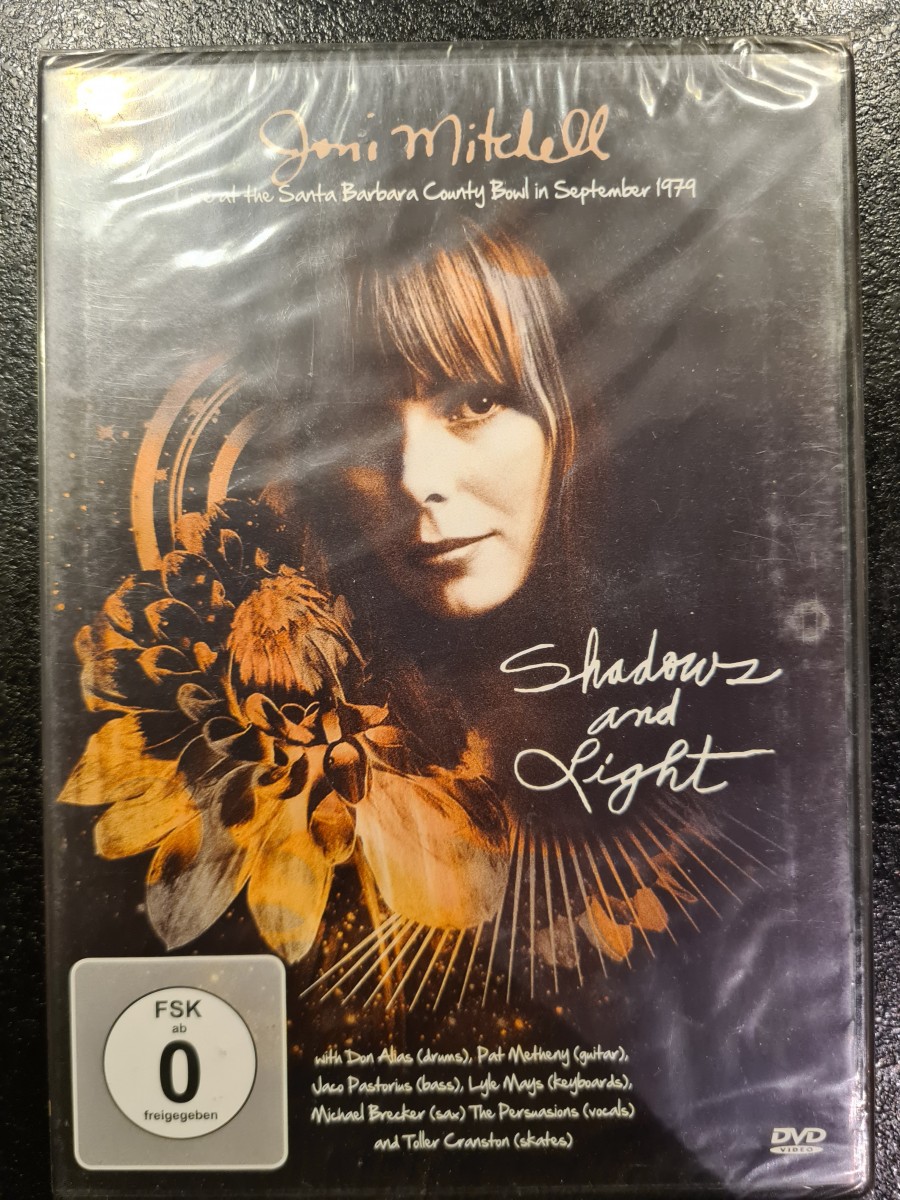 Joni Mitchell
Live at the Santa Barbara County Bowl in September 1979
Shadows
and
Light
FSK
ab
0
freigegeben
with Don Alias (drums), Pat Metheny (guitar),
Jaco Pastorius (bass), Lyle Mays (keyboards),
Michael Brecker (sax) The Persuasions (vocals)
and Toller Cranston (skates)
DVD
VIDEO